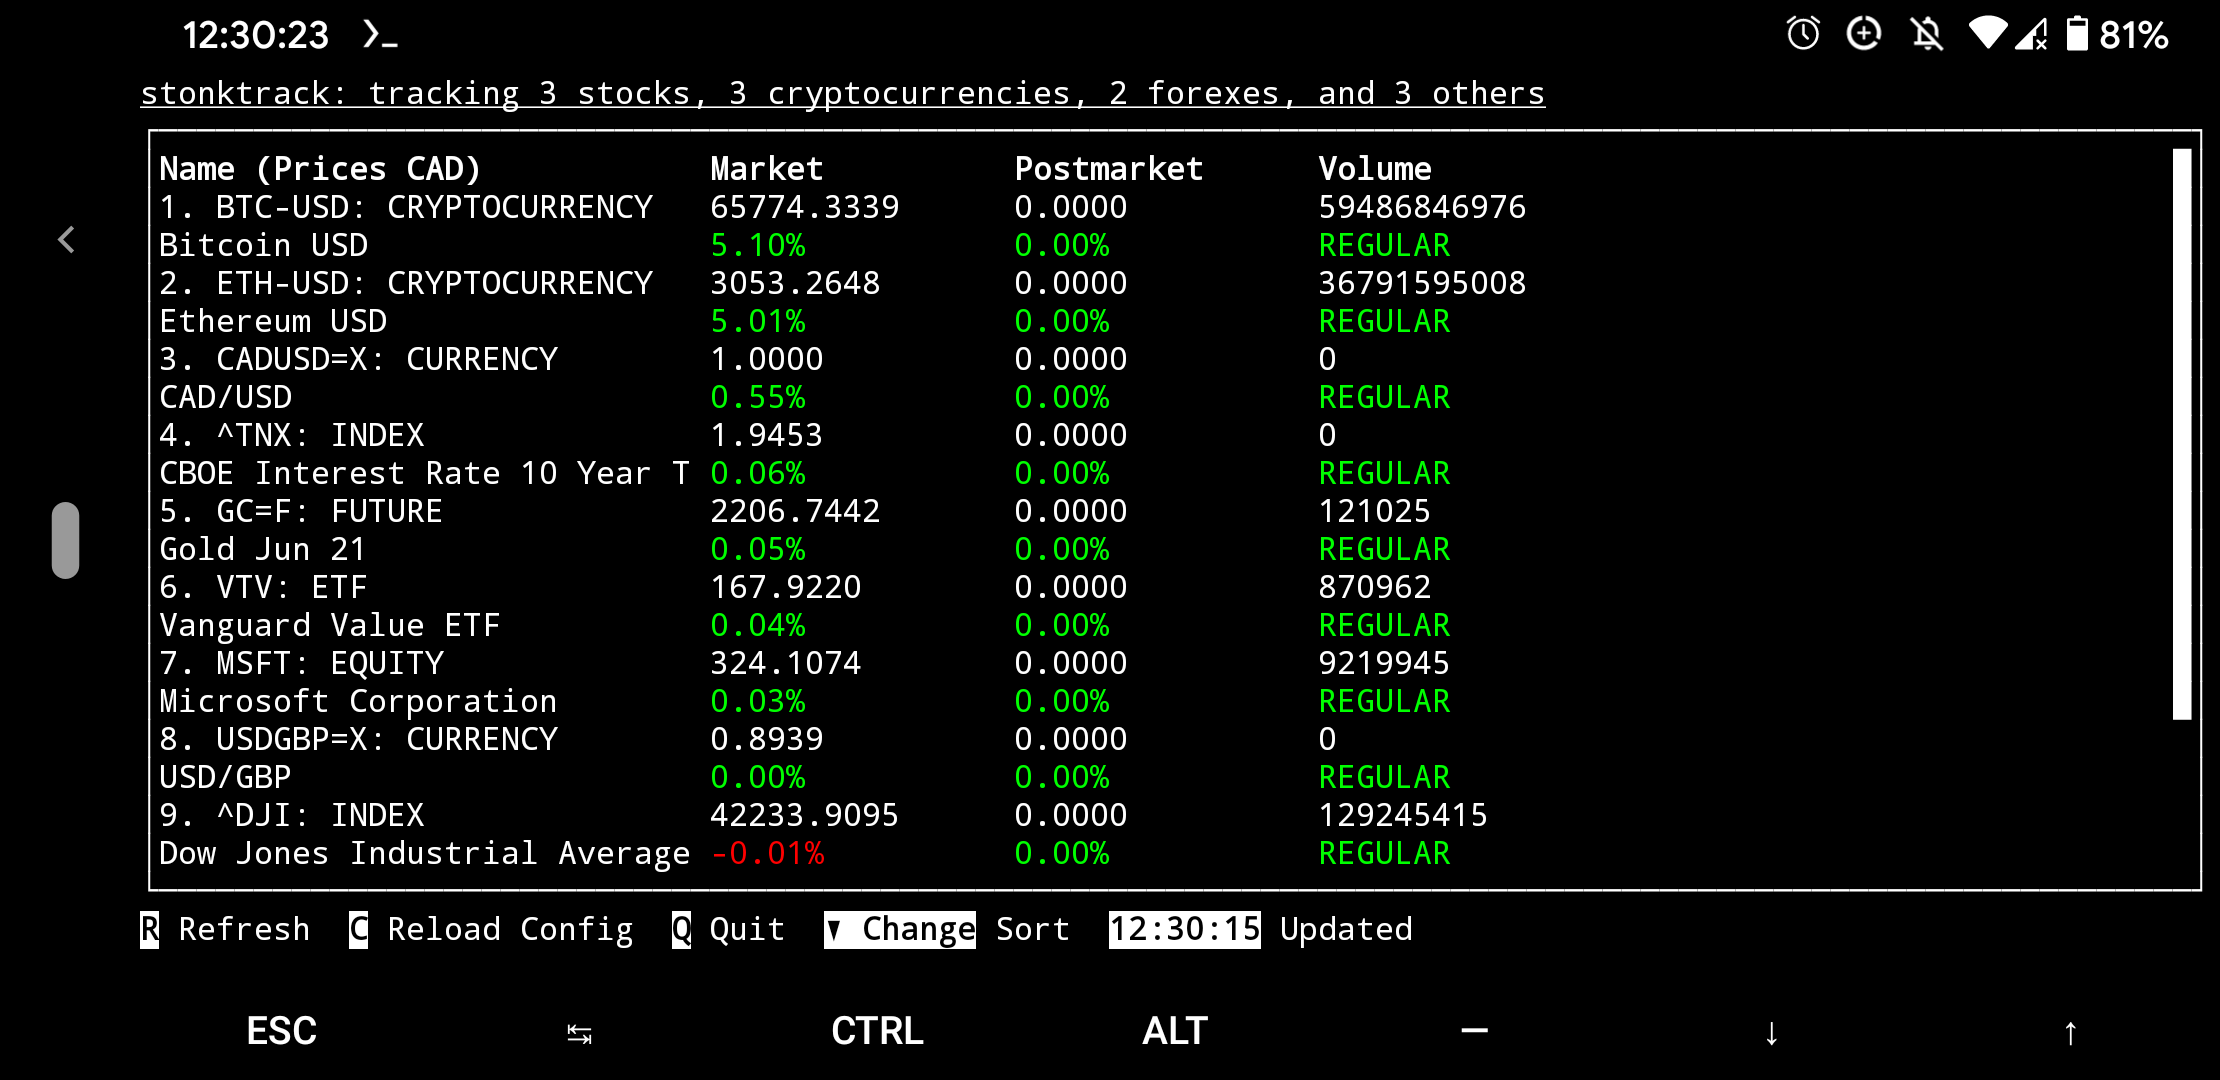 12:30:23 81%
stonktrack: tracking 3 stocks, 3 cryptocurrencies, 2 forexes, and 3 others
Name (Prices CAD) Market Postmarket Volume
1. BTC-USD: CRYPTOCURRENCY 65774.3339 0.0000 59486846976
Bitcoin USD 5.10% 0.00% REGULAR
2. ETH-USD: CRYPTOCURRENCY 3053.2648 0.0000 36791595008
Ethereum USD 5.01% 0.00% REGULAR
3. CADUSD=X: CURRENCY 1.0000 0.0000 0
CAD/USD 0.55% 0.00% REGULAR
4. ^TNX: INDEX 1.9453 0.0000 0
CBOE Interest Rate 10 Year T 0.06% 0.00% REGULAR
5. GC=F: FUTURE 2206.7442 0.0000 121025
Gold Jun 21 0.05% 0.00% REGULAR
6. VTV: ETF 167.9220 0.0000 870962
Vanguard Value ETF 0.04% 0.00% REGULAR
7. MSFT: EQUITY 324.1074 0.0000 9219945
Microsoft Corporation 0.03% 0.00% REGULAR
8. USDGBP=X: CURRENCY 0.8939 0.0000 0
USD/GBP 0.00% 0.00% REGULAR
9. ^DJI: INDEX 42233.9095 0.0000 129245415
Dow Jones Industrial Average -0.01% 0.00% REGULAR
R Refresh C Reload Config Q Quit ▼ Change Sort 12:30:15 Updated
ESC ↹ CTRL ALT — ↓ ↑